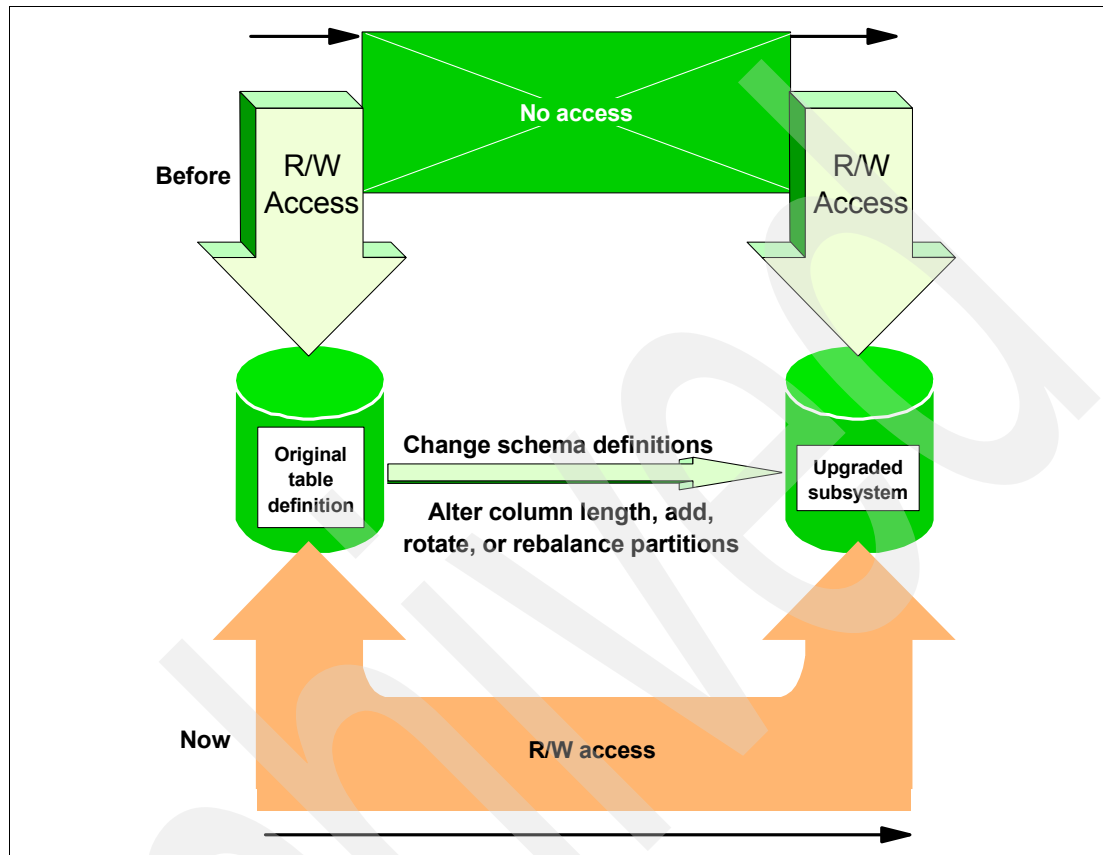 No access
Before
R/W
Access
R/W
Access
Original
table
definition
Change schema definitions
Alter column length, add,
rotate, or rebalance partitions
Upgraded
subsystem
Now
R/W access